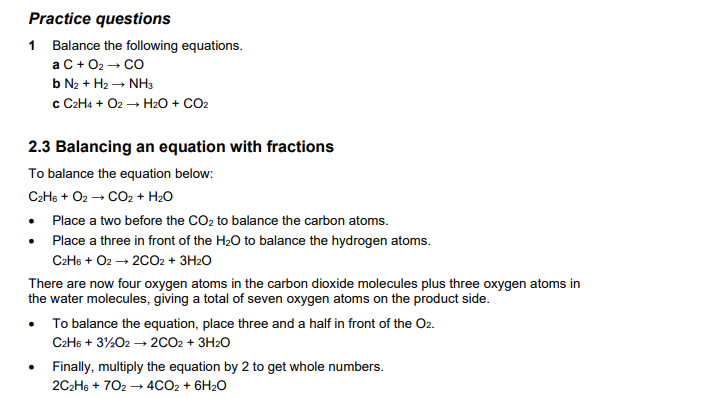 Practice questions
1 Balance the following equations.
a C + O₂ → CO
b N₂ + H₂ → NH₃
c C₂H₄ + O₂ → H₂O + CO₂
2.3 Balancing an equation with fractions
To balance the equation below:
C₂H₆ + O₂ → CO₂ + H₂O
• Place a two before the CO₂ to balance the carbon atoms.
• Place a three in front of the H₂O to balance the hydrogen atoms.
C₂H₆ + O₂ → 2CO₂ + 3H₂O
There are now four oxygen atoms in the carbon dioxide molecules plus three oxygen atoms in
the water molecules, giving a total of seven oxygen atoms on the product side.
• To balance the equation, place three and a half in front of the O₂.
C₂H₆ + 3½O₂ → 2CO₂ + 3H₂O
• Finally, multiply the equation by 2 to get whole numbers.
2C₂H₆ + 7O₂ → 4CO₂ + 6H₂O